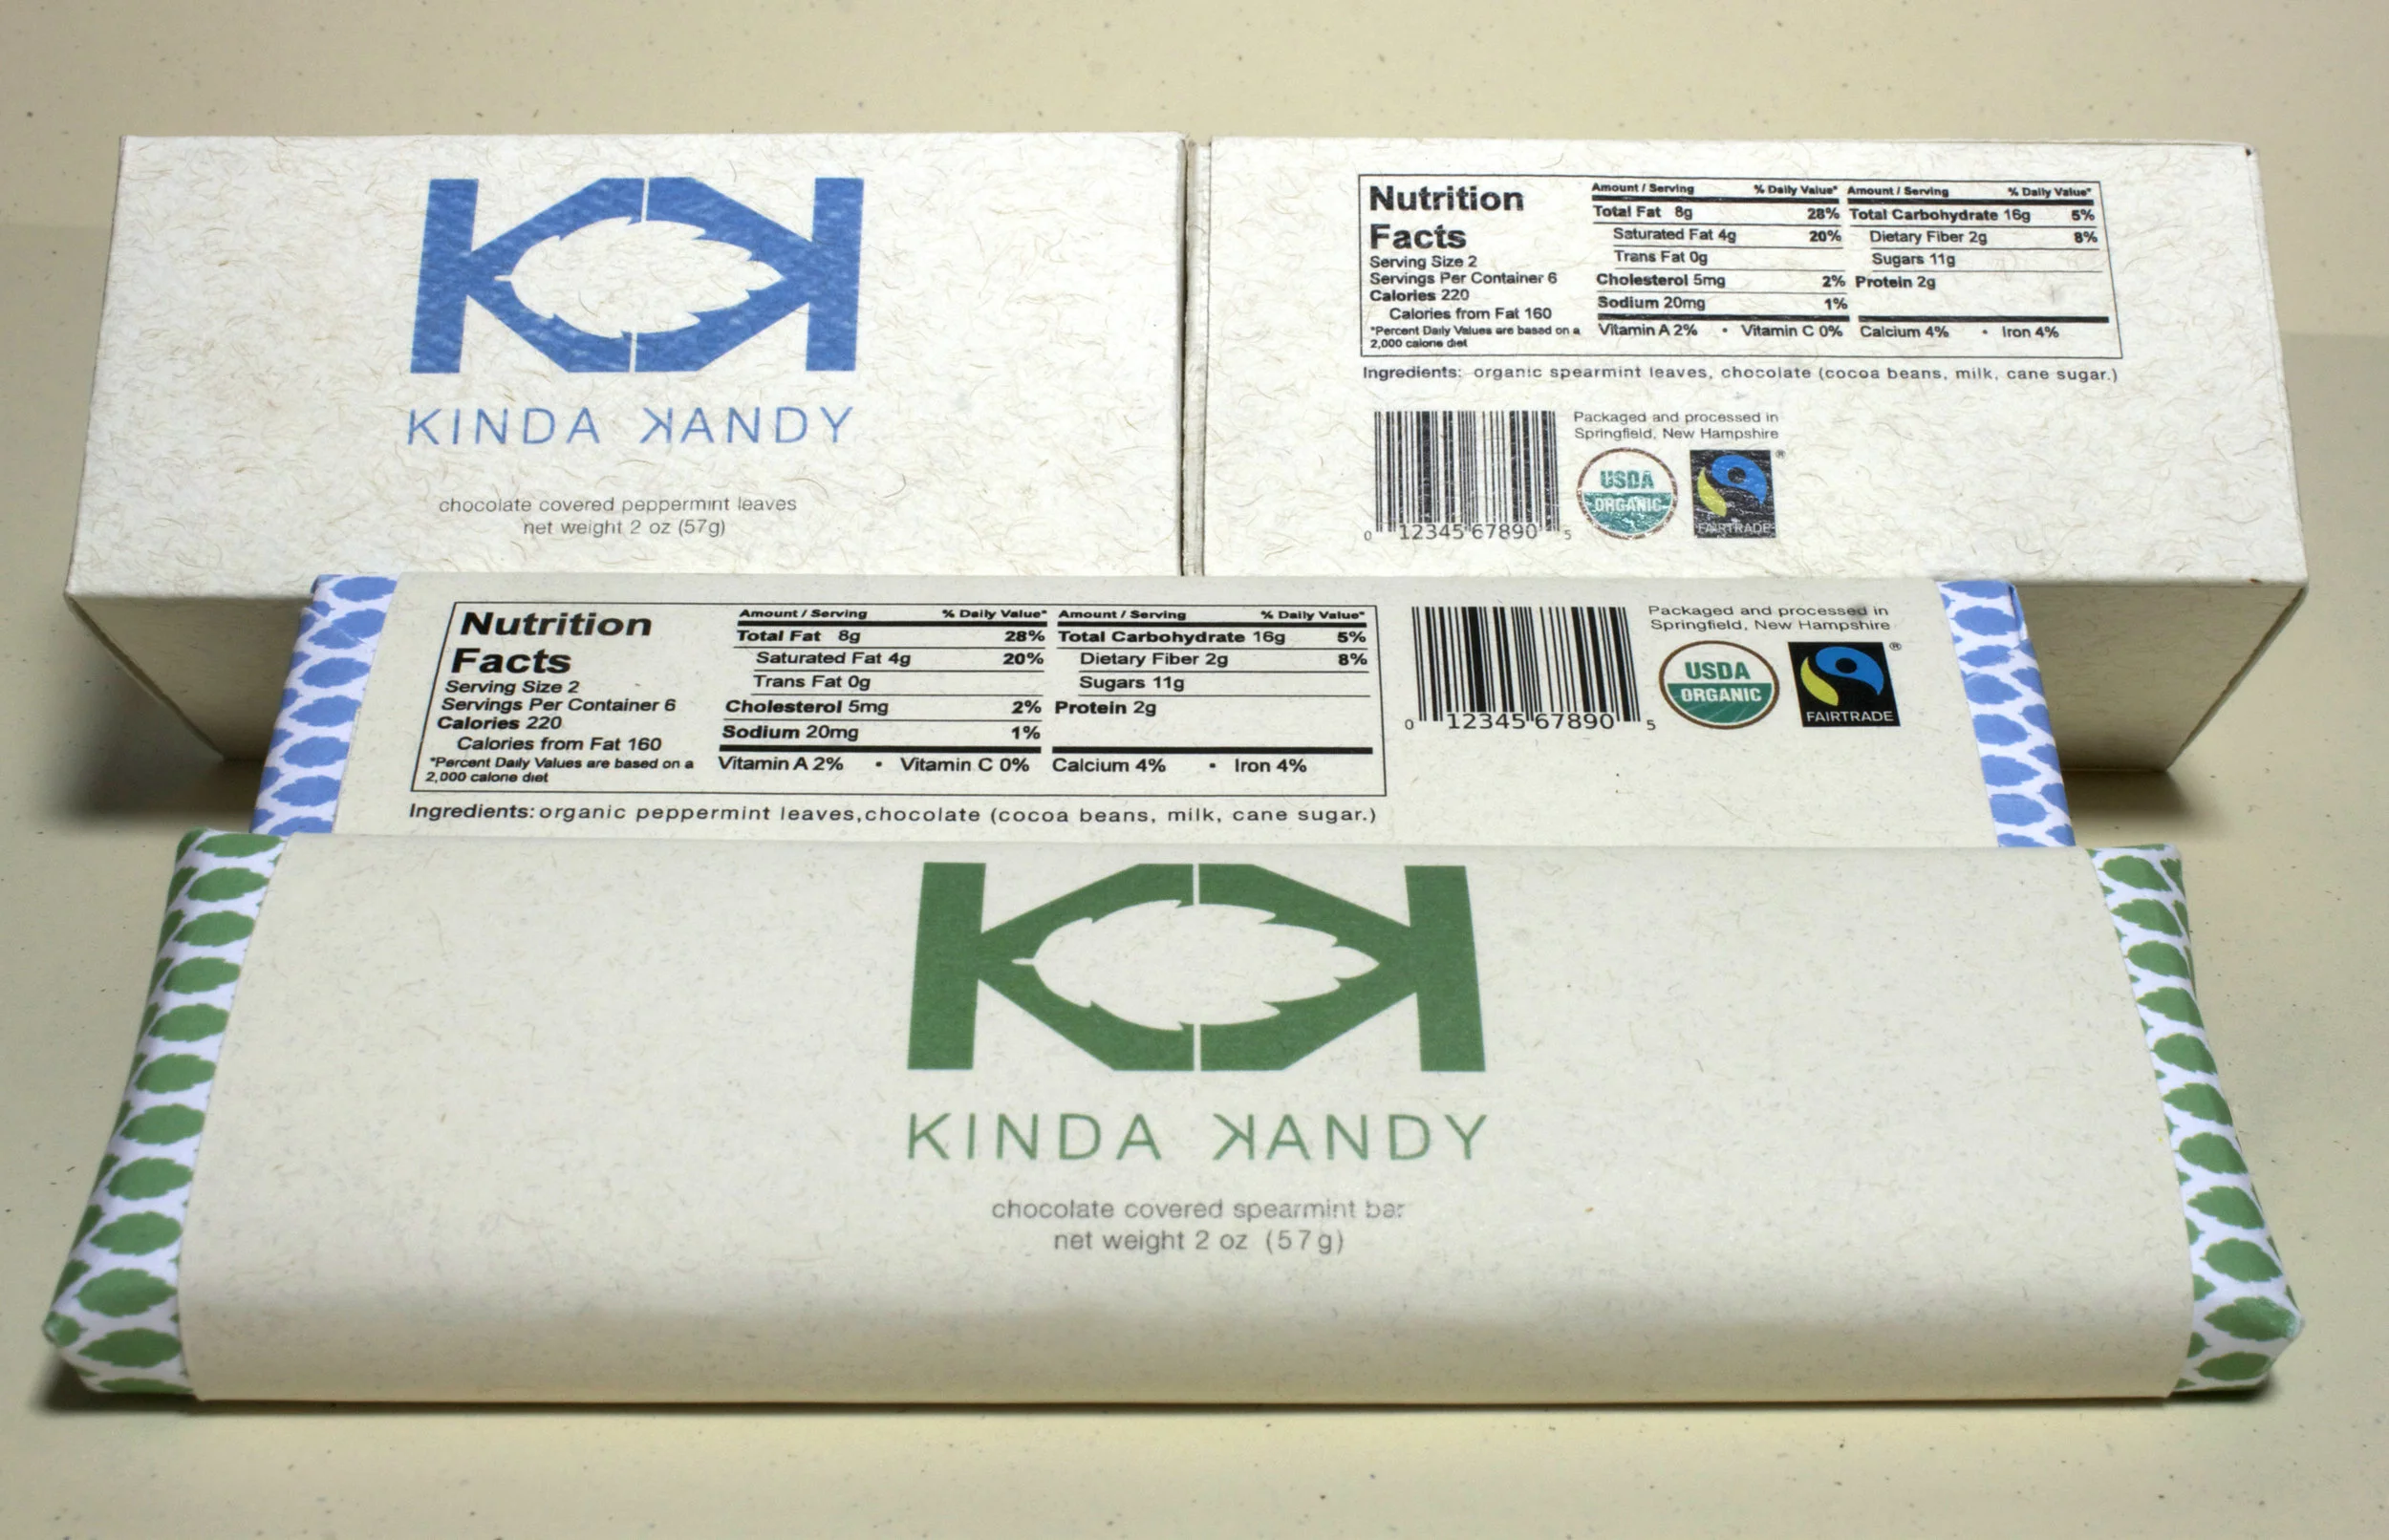 KINDA KANDY
chocolate covered peppermint leaves
net weight 2 oz (57g)
Nutrition
Facts
Serving Size 2
Servings Per Container 6
Calories 220
Calories from Fat 160
*Percent Daily Values are based on a
2,000 calorie diet
Amount / Serving % Daily Value* Amount / Serving % Daily Value*
Total Fat 8g 28% Total Carbohydrate 16g 5%
Saturated Fat 4g 20% Dietary Fiber 2g 8%
Trans Fat 0g Sugars 11g
Cholesterol 5mg 2% Protein 2g
Sodium 20mg 1%
Vitamin A 2% • Vitamin C 0% Calcium 4% • Iron 4%
Ingredients: organic spearmint leaves, chocolate (cocoa beans, milk, cane sugar.)
0 12345 67890 5
Packaged and processed in
Springfield, New Hampshire
USDA
ORGANIC
FAIRTRADE
®
Nutrition
Facts
Serving Size 2
Servings Per Container 6
Calories 220
Calories from Fat 160
*Percent Daily Values are based on a
2,000 calorie diet
Amount / Serving % Daily Value* Amount / Serving % Daily Value*
Total Fat 8g 28% Total Carbohydrate 16g 5%
Saturated Fat 4g 20% Dietary Fiber 2g 8%
Trans Fat 0g Sugars 11g
Cholesterol 5mg 2% Protein 2g
Sodium 20mg 1%
Vitamin A 2% • Vitamin C 0% Calcium 4% • Iron 4%
Ingredients: organic peppermint leaves,chocolate (cocoa beans, milk, cane sugar.)
0 12345 67890 5
Packaged and processed in
Springfield, New Hampshire
USDA
ORGANIC
FAIRTRADE
®
KINDA KANDY
chocolate covered spearmint bar
net weight 2 oz (57g)